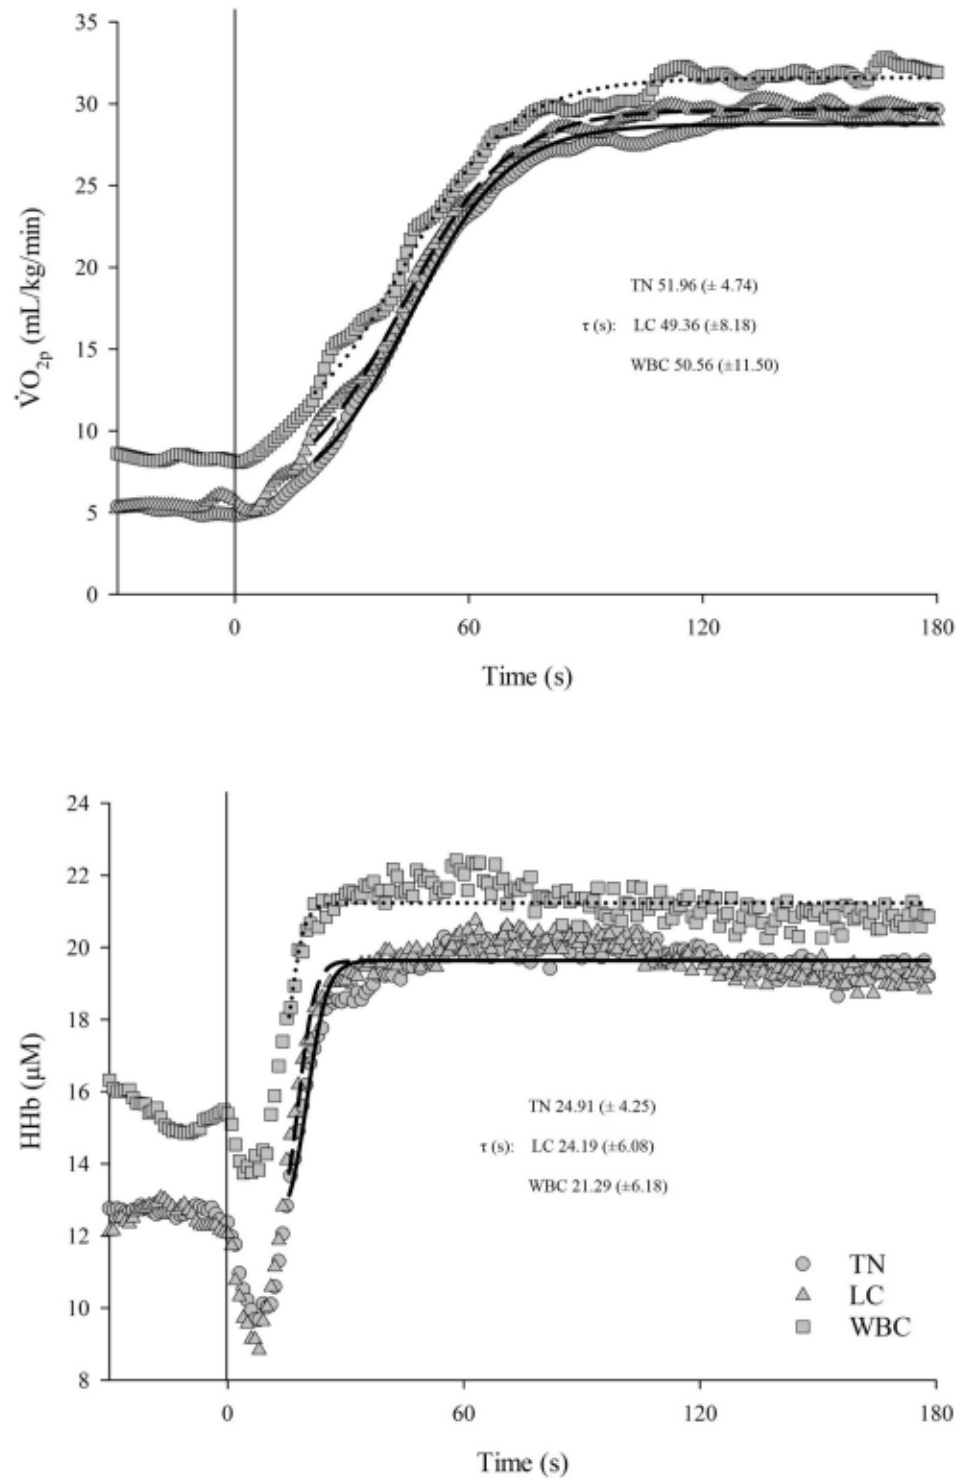 35
30
25
20
15
10
5
0
V̇O2p (mL/kg/min)
TN 51.96 (± 4.74)
τ (s): LC 49.36 (±8.18)
WBC 50.56 (±11.50)
0 60 120 180
Time (s)
24
22
20
18
16
14
12
10
8
HHb (µM)
TN 24.91 (± 4.25)
τ (s): LC 24.19 (±6.08)
WBC 21.29 (±6.18)
TN
LC
WBC
0 60 120 180
Time (s)